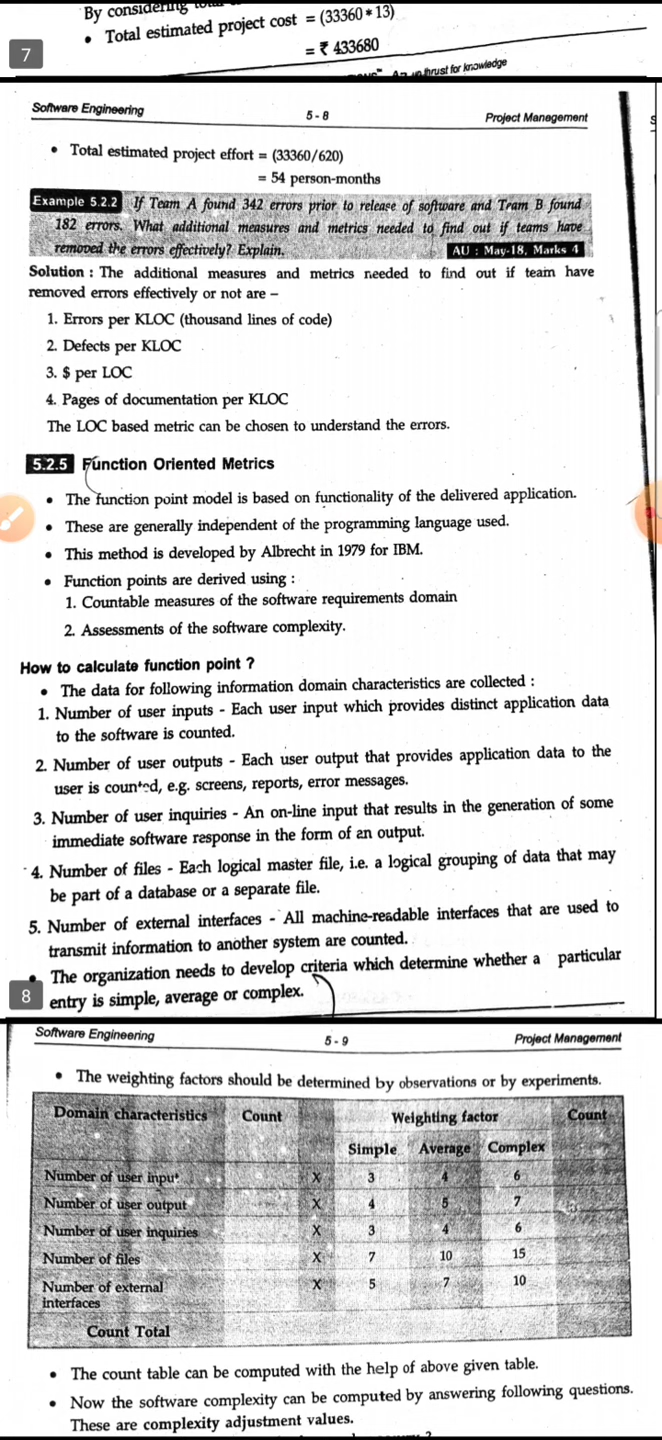 By considering
• Total estimated project cost = (33360 * 13)
= ₹ 433680
7
An up thrust for knowledge
Software Engineering 5 - 8 Project Management
• Total estimated project effort = (33360/620)
= 54 person-months
Example 5.2.2 If Team A found 342 errors prior to release of software and Tram B found
182 errors. What additional measures and metrics needed to find out if teams have
removed the errors effectively? Explain. AU : May-18, Marks 4
Solution : The additional measures and metrics needed to find out if team have
removed errors effectively or not are –
1. Errors per KLOC (thousand lines of code)
2. Defects per KLOC
3. $ per LOC
4. Pages of documentation per KLOC
The LOC based metric can be chosen to understand the errors.
5.2.5 Function Oriented Metrics
• The function point model is based on functionality of the delivered application.
• These are generally independent of the programming language used.
• This method is developed by Albrecht in 1979 for IBM.
• Function points are derived using :
1. Countable measures of the software requirements domain
2. Assessments of the software complexity.
How to calculate function point ?
• The data for following information domain characteristics are collected :
1. Number of user inputs - Each user input which provides distinct application data
to the software is counted.
2. Number of user outputs - Each user output that provides application data to the
user is counted, e.g. screens, reports, error messages.
3. Number of user inquiries - An on-line input that results in the generation of some
immediate software response in the form of an output.
4. Number of files - Each logical master file, i.e. a logical grouping of data that may
be part of a database or a separate file.
5. Number of external interfaces - All machine-readable interfaces that are used to
transmit information to another system are counted.
• The organization needs to develop criteria which determine whether a particular
entry is simple, average or complex.
8
Software Engineering 5 - 9 Project Management
• The weighting factors should be determined by observations or by experiments.
Domain characteristics Count Weighting factor Count
Simple Average Complex
Number of user input X 3 4 6
Number of user output X 4 5 7
Number of user inquiries X 3 4 6
Number of files X 7 10 15
Number of external X 5 7 10
interfaces
Count Total
• The count table can be computed with the help of above given table.
• Now the software complexity can be computed by answering following questions.
These are complexity adjustment values.